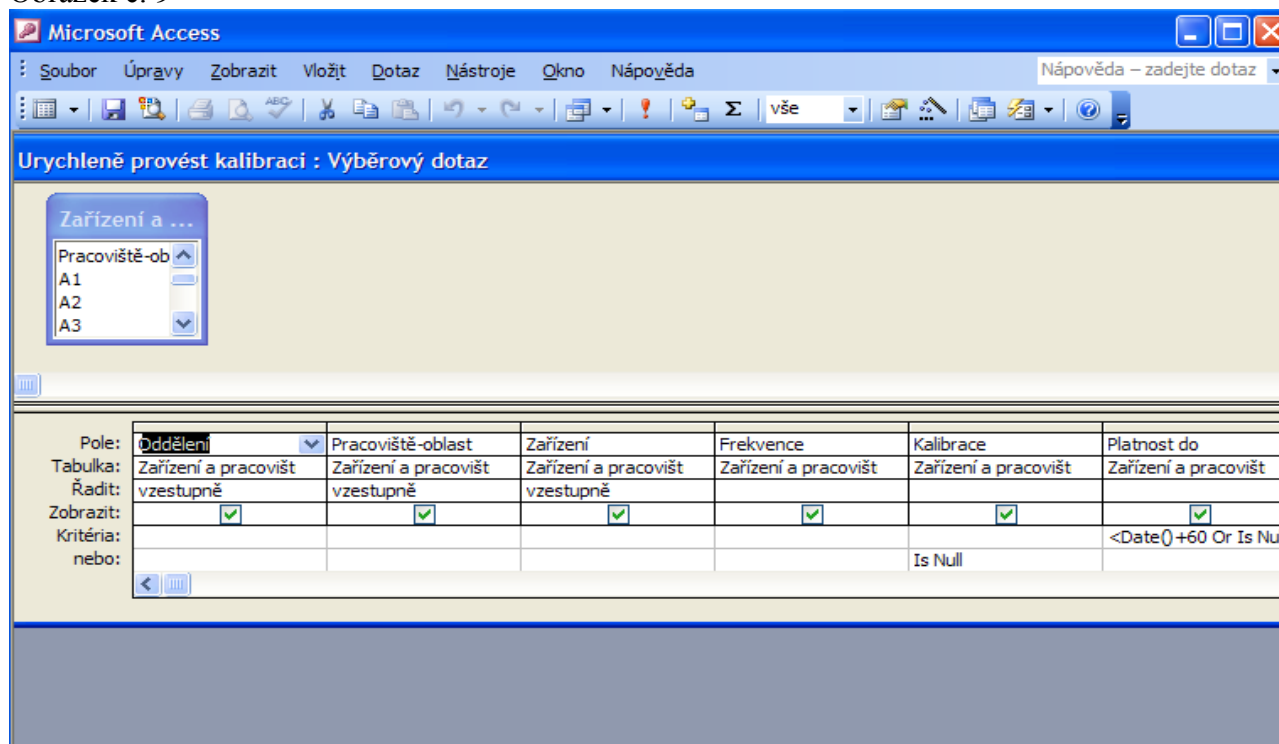 Obrázek č. 9
Microsoft Access
Soubor Úpravy Zobrazit Vložit Dotaz Nástroje Okno Nápověda Nápověda – zadejte dotaz
ABC Σ vše
Urychleně provést kalibraci : Výběrový dotaz
Zařízení a ...
Pracoviště-ob
A1
A2
A3
Pole: Oddělení Pracoviště-oblast Zařízení Frekvence Kalibrace Platnost do
Tabulka: Zařízení a pracovišt Zařízení a pracovišt Zařízení a pracovišt Zařízení a pracovišt Zařízení a pracovišt Zařízení a pracovišt
Řadit: vzestupně vzestupně vzestupně
Zobrazit:
Kritéria: <Date()+60 Or Is Nu
nebo: Is Null